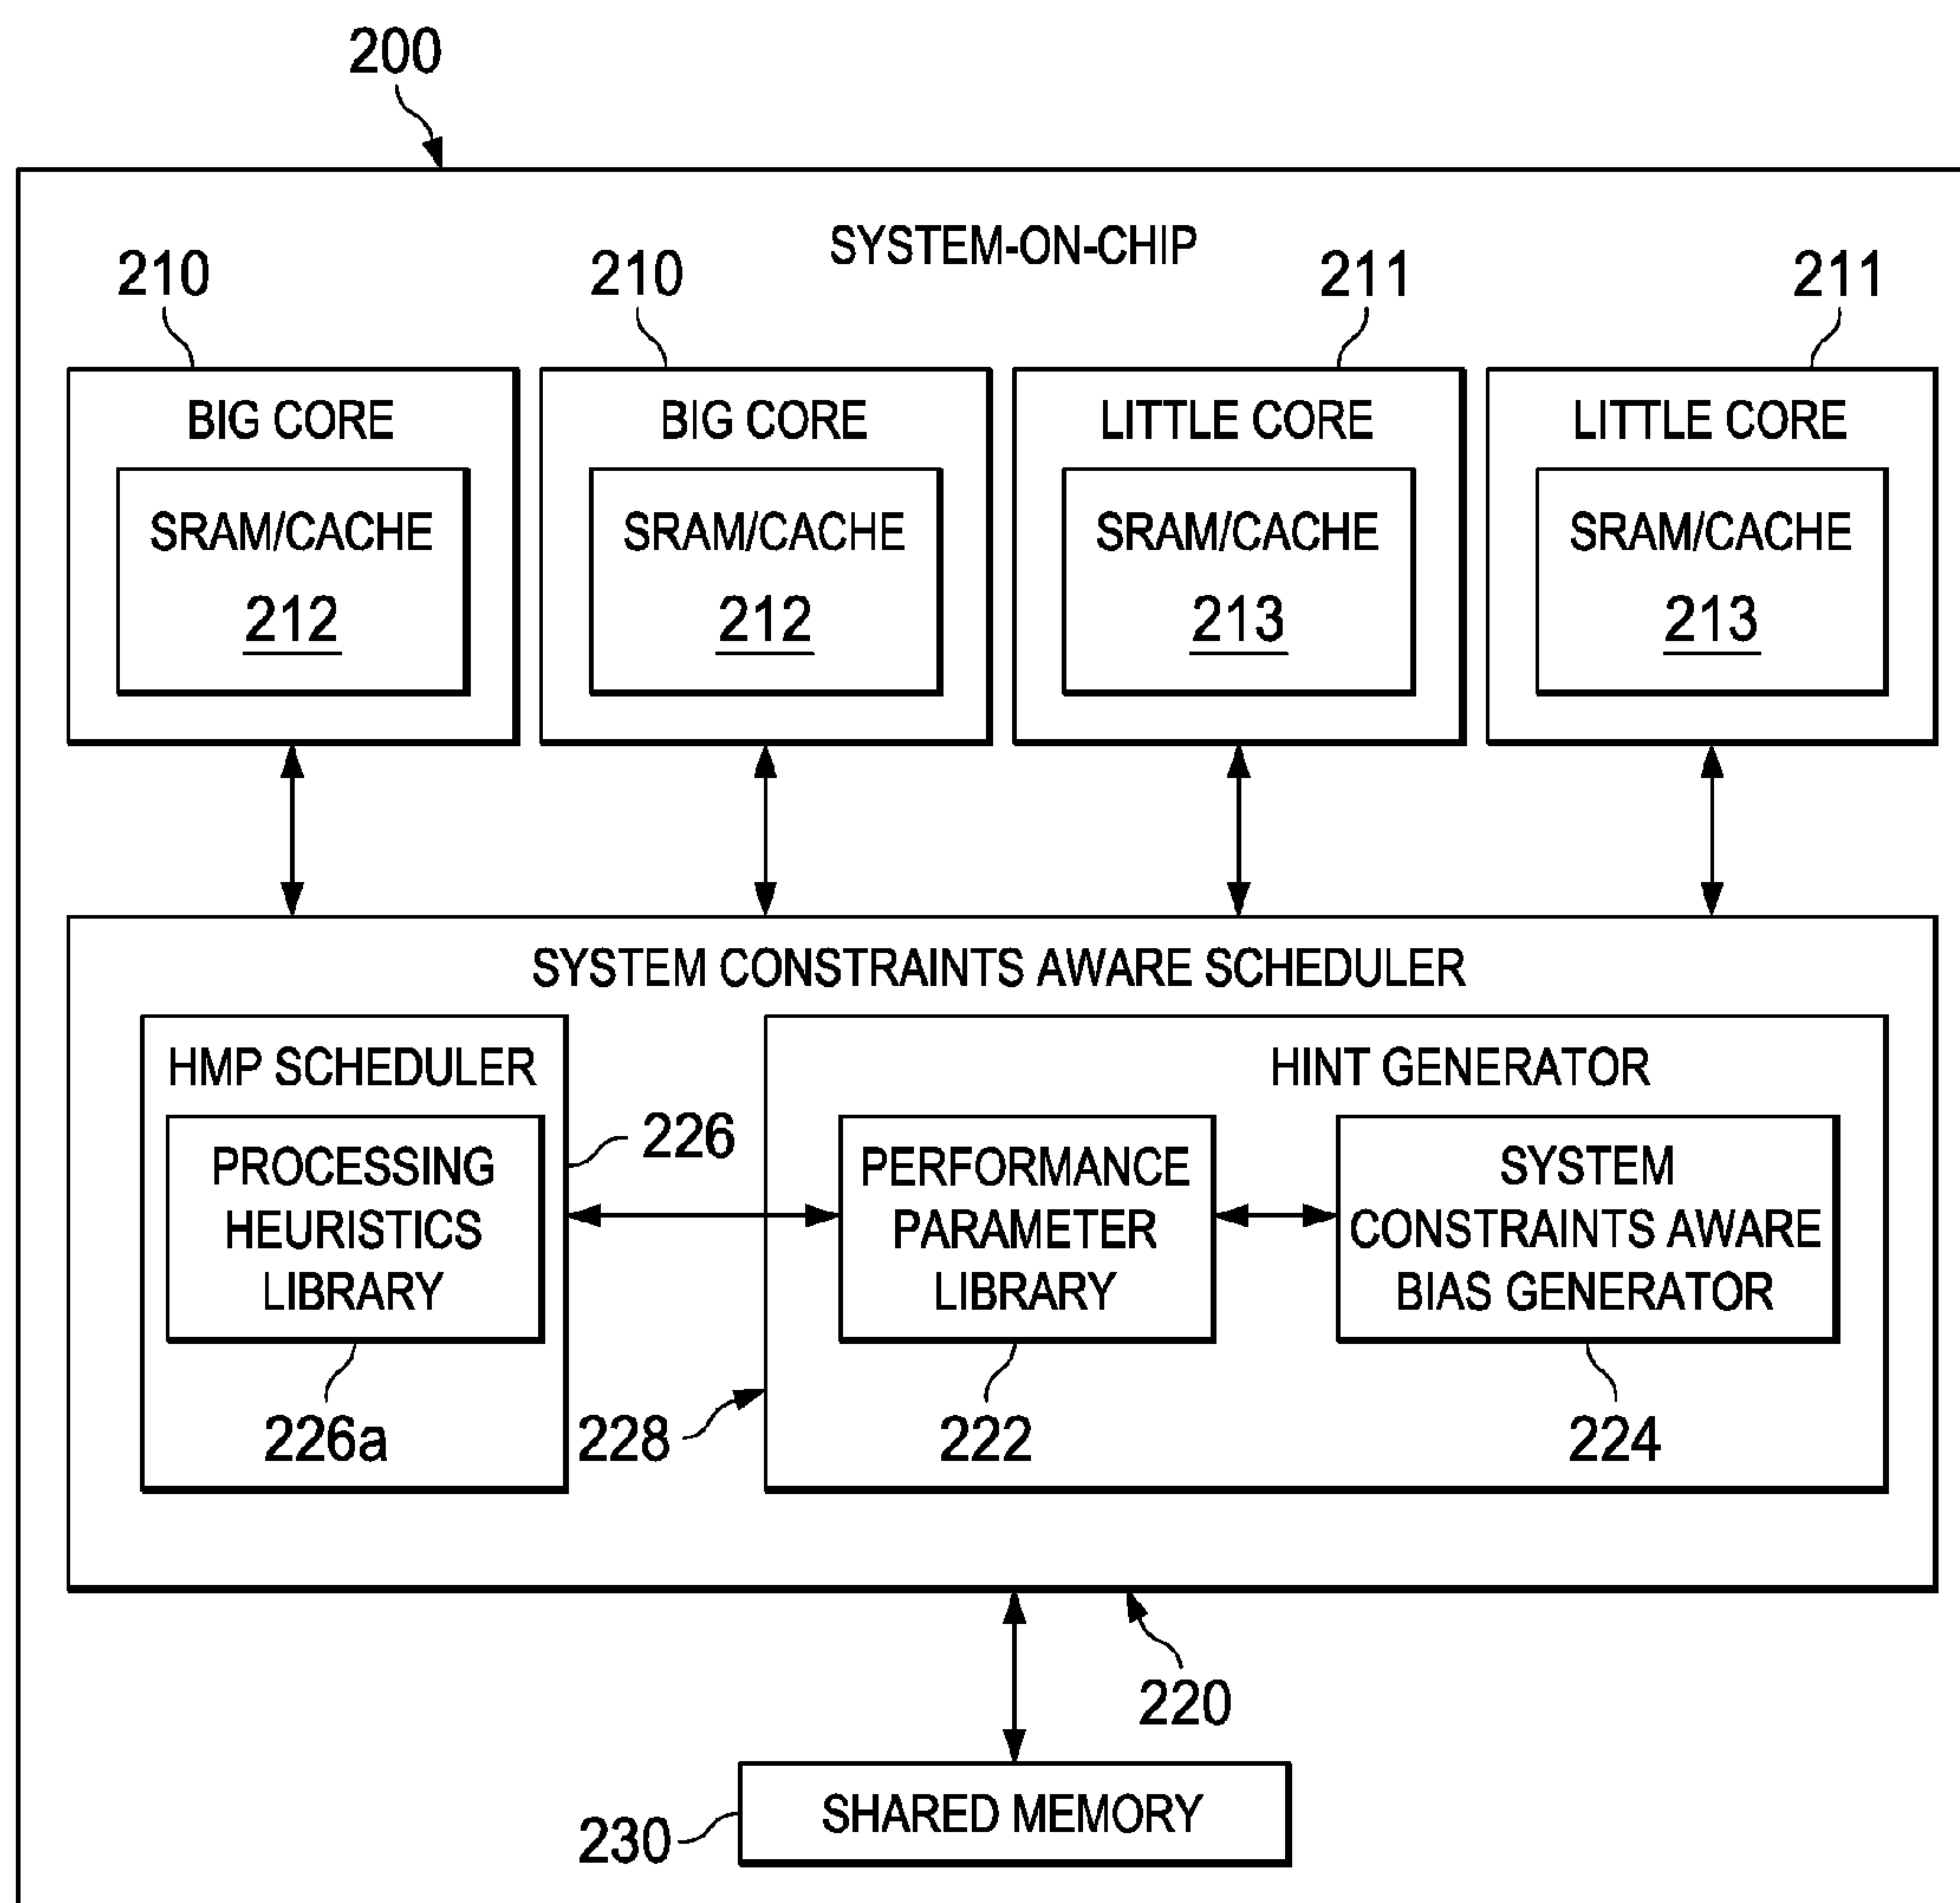 200
SYSTEM-ON-CHIP
210
210
211
211
BIG CORE
SRAM/CACHE
212
BIG CORE
SRAM/CACHE
212
LITTLE CORE
SRAM/CACHE
213
LITTLE CORE
SRAM/CACHE
213
SYSTEM CONSTRAINTS AWARE SCHEDULER
HMP SCHEDULER
PROCESSING
HEURISTICS
LIBRARY
226
226a
HINT GENERATOR
PERFORMANCE
PARAMETER
LIBRARY
SYSTEM
CONSTRAINTS AWARE
BIAS GENERATOR
228
222
224
220
SHARED MEMORY
230